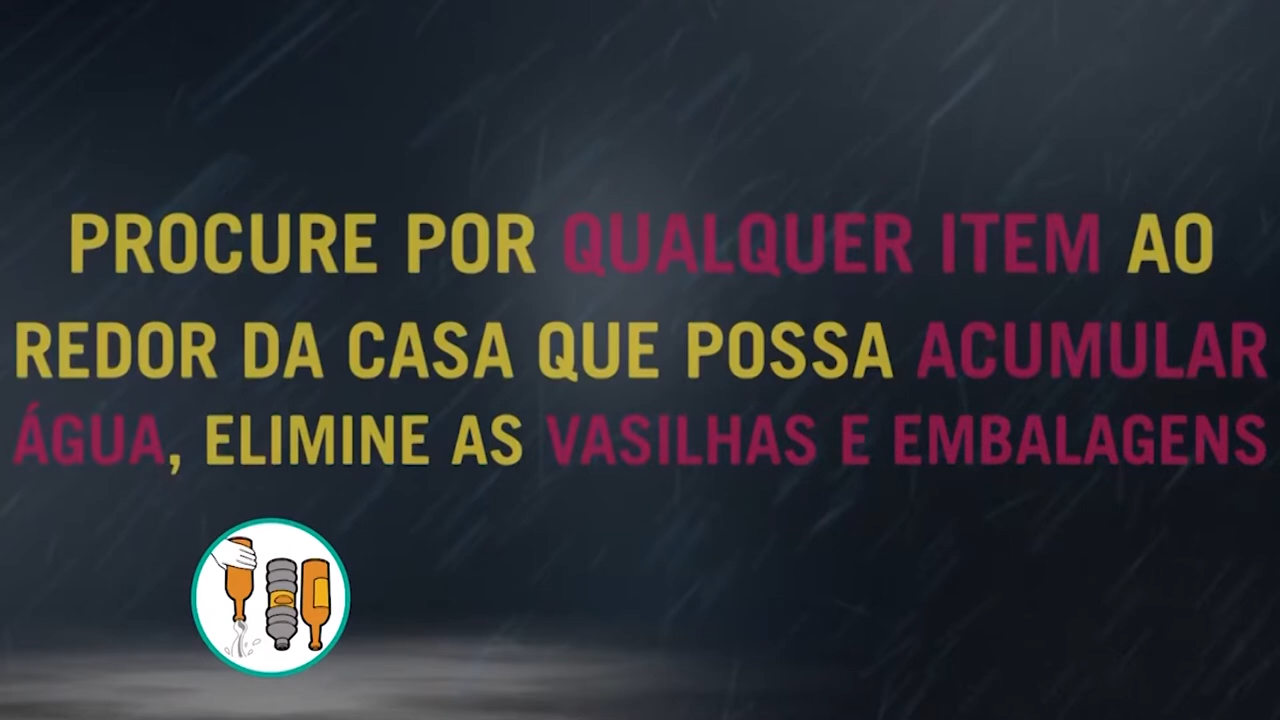 PROCURE POR QUALQUER ITEM AO
REDOR DA CASA QUE POSSA ACUMULAR
ÁGUA, ELIMINE AS VASILHAS E EMBALAGENS